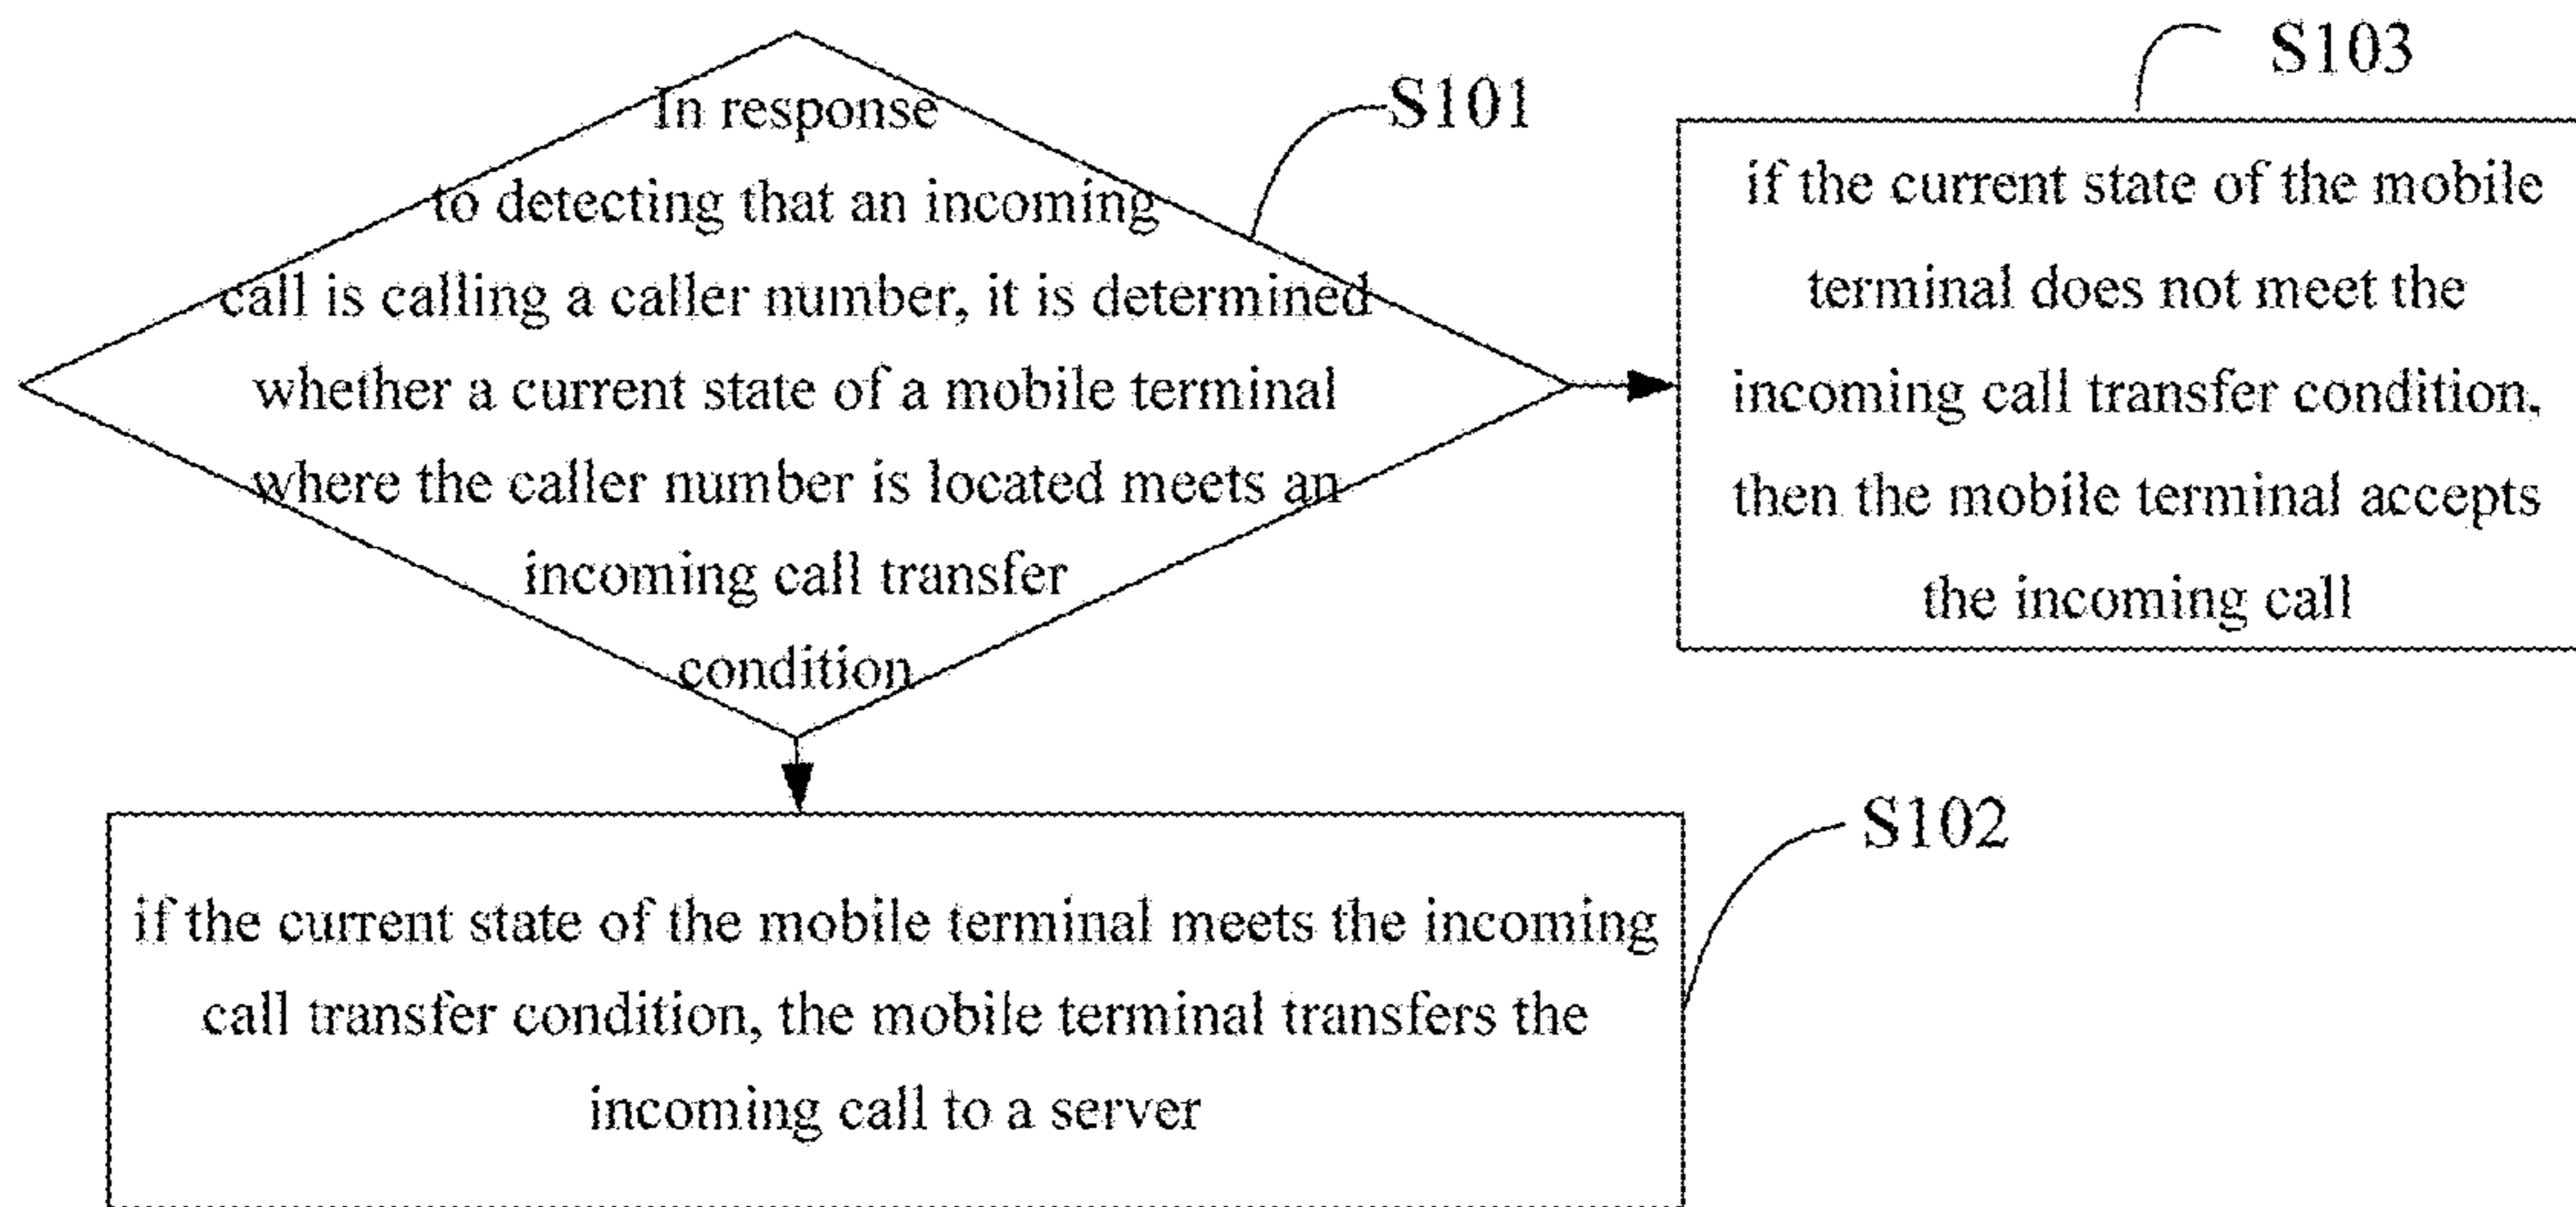 In response
to detecting that an incoming
call is calling a caller number, it is determined
whether a current state of a mobile terminal
where the caller number is located meets an
incoming call transfer
condition
S101
S103
if the current state of the mobile
terminal does not meet the
incoming call transfer condition,
then the mobile terminal accepts
the incoming call
S102
if the current state of the mobile terminal meets the incoming
call transfer condition, the mobile terminal transfers the
incoming call to a server